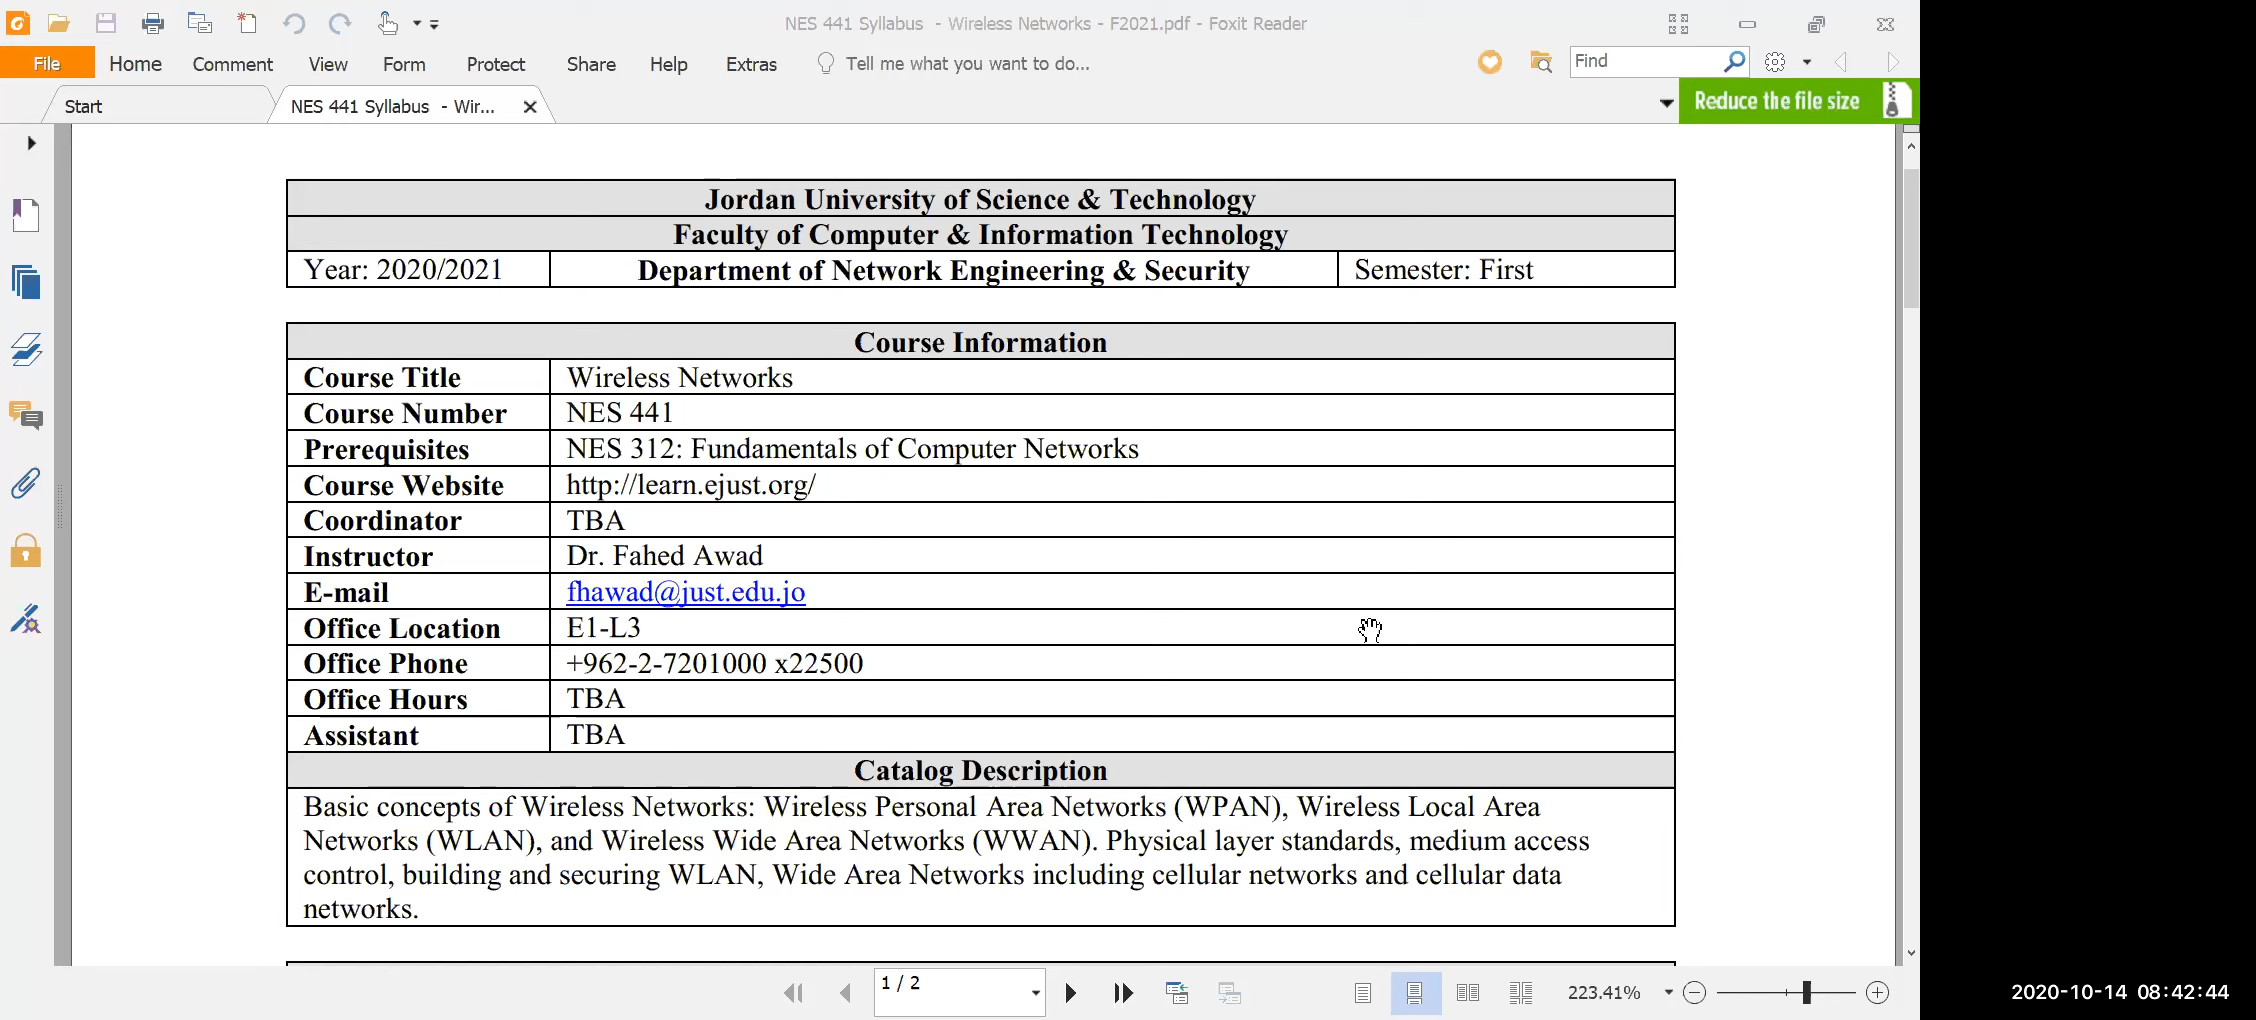 NES 441 Syllabus - Wireless Networks - F2021.pdf - Foxit Reader
File Home Comment View Form Protect Share Help Extras Tell me what you want to do... Find
Start NES 441 Syllabus - Wir... Reduce the file size
Jordan University of Science & Technology
Faculty of Computer & Information Technology
Year: 2020/2021 Department of Network Engineering & Security Semester: First
Course Information
Course Title Wireless Networks
Course Number NES 441
Prerequisites NES 312: Fundamentals of Computer Networks
Course Website http://learn.ejust.org/
Coordinator TBA
Instructor Dr. Fahed Awad
E-mail fhawad@just.edu.jo
Office Location E1-L3
Office Phone +962-2-7201000 x22500
Office Hours TBA
Assistant TBA
Catalog Description
Basic concepts of Wireless Networks: Wireless Personal Area Networks (WPAN), Wireless Local Area
Networks (WLAN), and Wireless Wide Area Networks (WWAN). Physical layer standards, medium access
control, building and securing WLAN, Wide Area Networks including cellular networks and cellular data
networks.
1 / 2 223.41%
2020-10-14 08:42:44